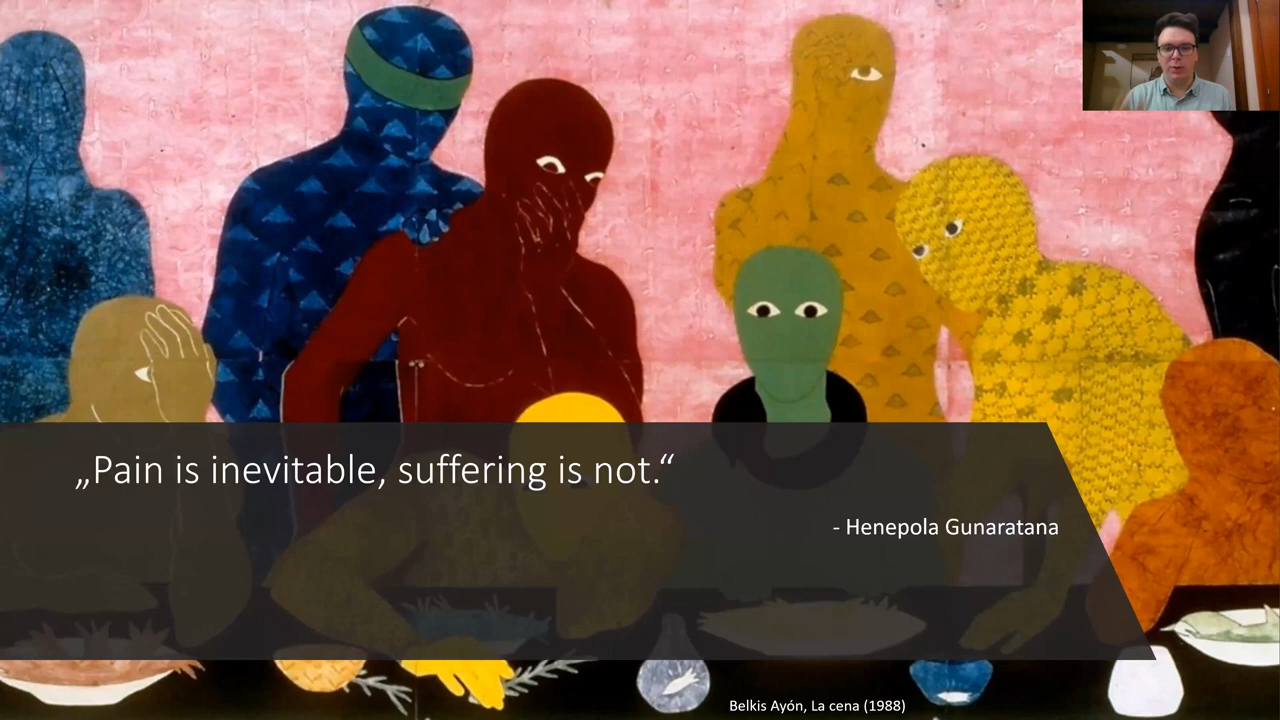 „Pain is inevitable, suffering is not.“
- Henepola Gunaratana
Belkis Ayón, La cena (1988)